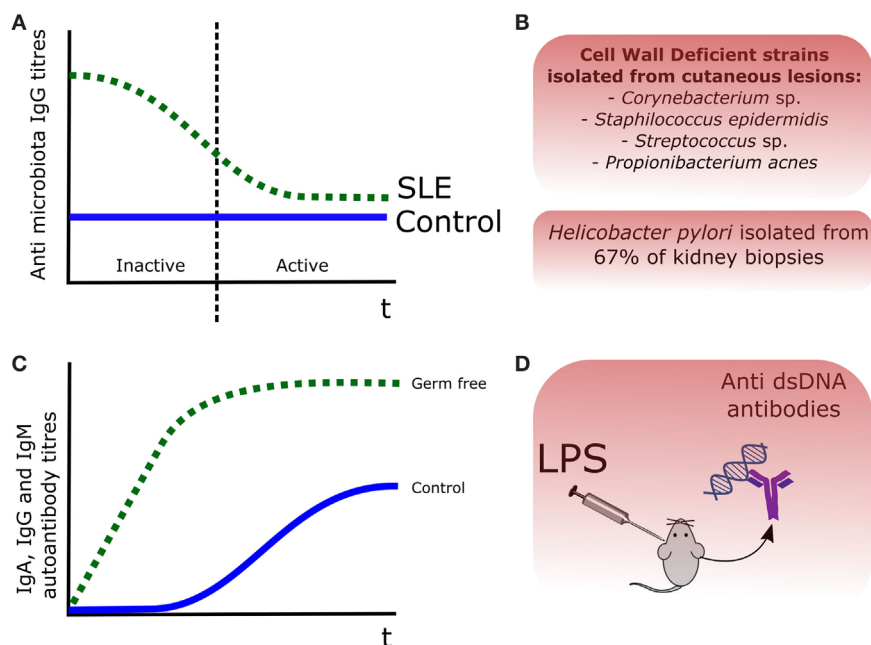 A
Anti microbiota IgG titres
SLE
Control
Inactive
Active
t
B
Cell Wall Deficient strains
isolated from cutaneous lesions:
- Corynebacterium sp.
- Staphilococcus epidermidis
- Streptococcus sp.
- Propionibacterium acnes
Helicobacter pylori isolated from
67% of kidney biopsies
C
IgA, IgG and IgM
autoantibody titres
Germ free
Control
t
D
Anti dsDNA
antibodies
LPS